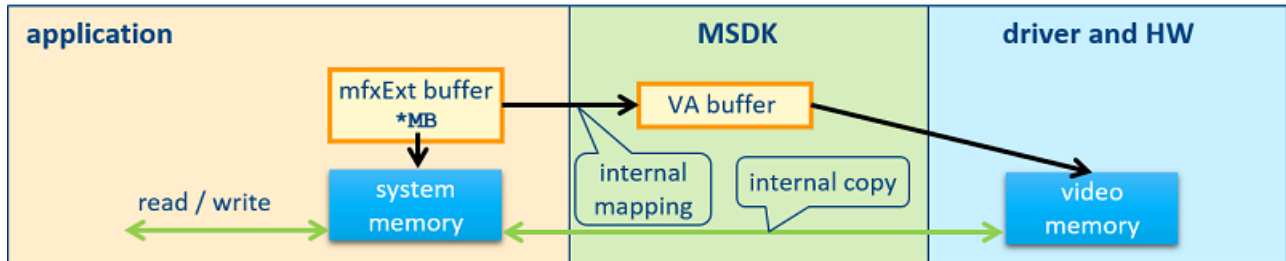 application
MSDK
driver and HW
mfxExt buffer
*MB
VA buffer
internal
mapping
internal copy
system
memory
video
memory
read / write